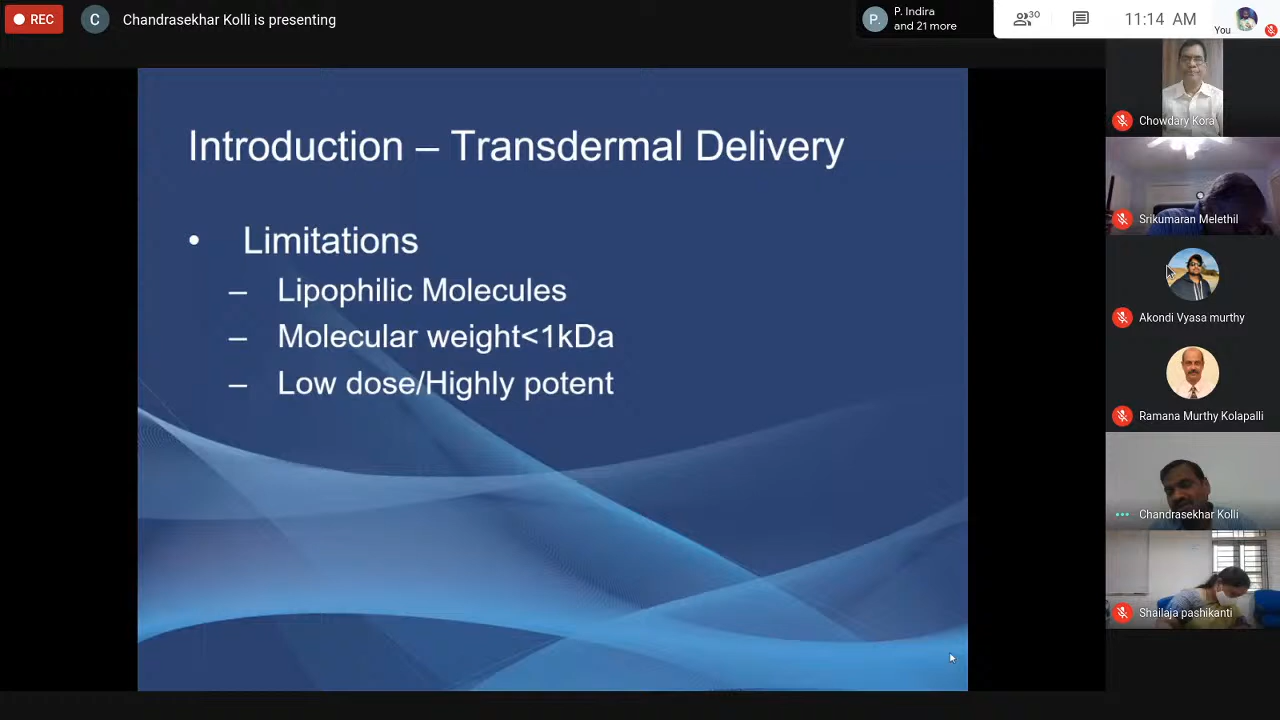 REC
C
Chandrasekhar Kolli is presenting
P.
P. Indira
and 21 more
30
11:14 AM
You
Introduction – Transdermal Delivery
• Limitations
– Lipophilic Molecules
– Molecular weight<1kDa
– Low dose/Highly potent
Chowdary Kora
Srikumaran Melethil
Akondi Vyasa murthy
Ramana Murthy Kolapalli
Chandrasekhar Kolli
Shailaja pashikanti